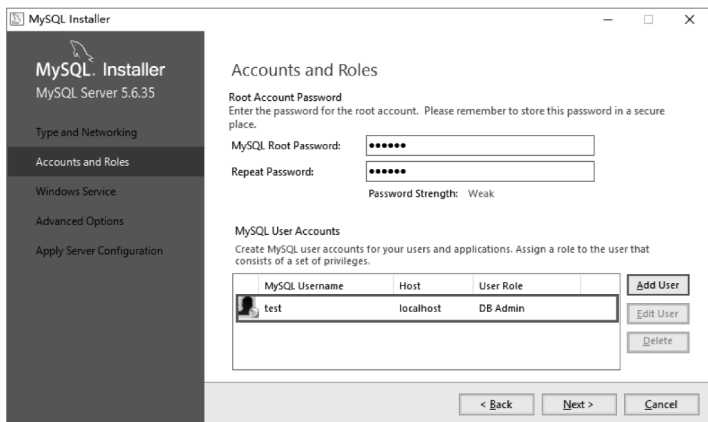 MySQL Installer
MySQL. Installer
MySQL Server 5.6.35
Type and Networking
Accounts and Roles
Windows Service
Advanced Options
Apply Server Configuration
Accounts and Roles
Root Account Password
Enter the password for the root account. Please remember to store this password in a secure
place.
MySQL Root Password: ●●●●●●
Repeat Password: ●●●●●●
Password Strength: Weak
MySQL User Accounts
Create MySQL user accounts for your users and applications. Assign a role to the user that
consists of a set of privileges.
MySQL Username Host User Role
test localhost DB Admin
Add User
Edit User
Delete
< Back Next > Cancel